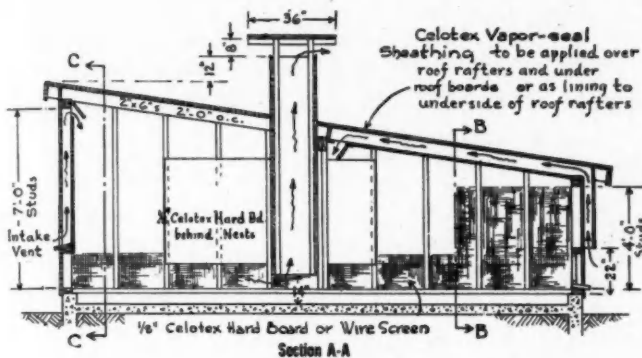 36"
8"
12"
C
Celotex Vapor-seal
Sheathing to be applied over
roof rafters and under
roof boards or as lining to
underside of roof rafters
2"x6"s 2'-0" o.c.
B
7'-0"
Studs
Celotex Hard Bd.
behind Nests
Intake
Vent
4'-0"
Studs
22"
C
1/8" Celotex Hard Board or Wire Screen
B
Section A-A